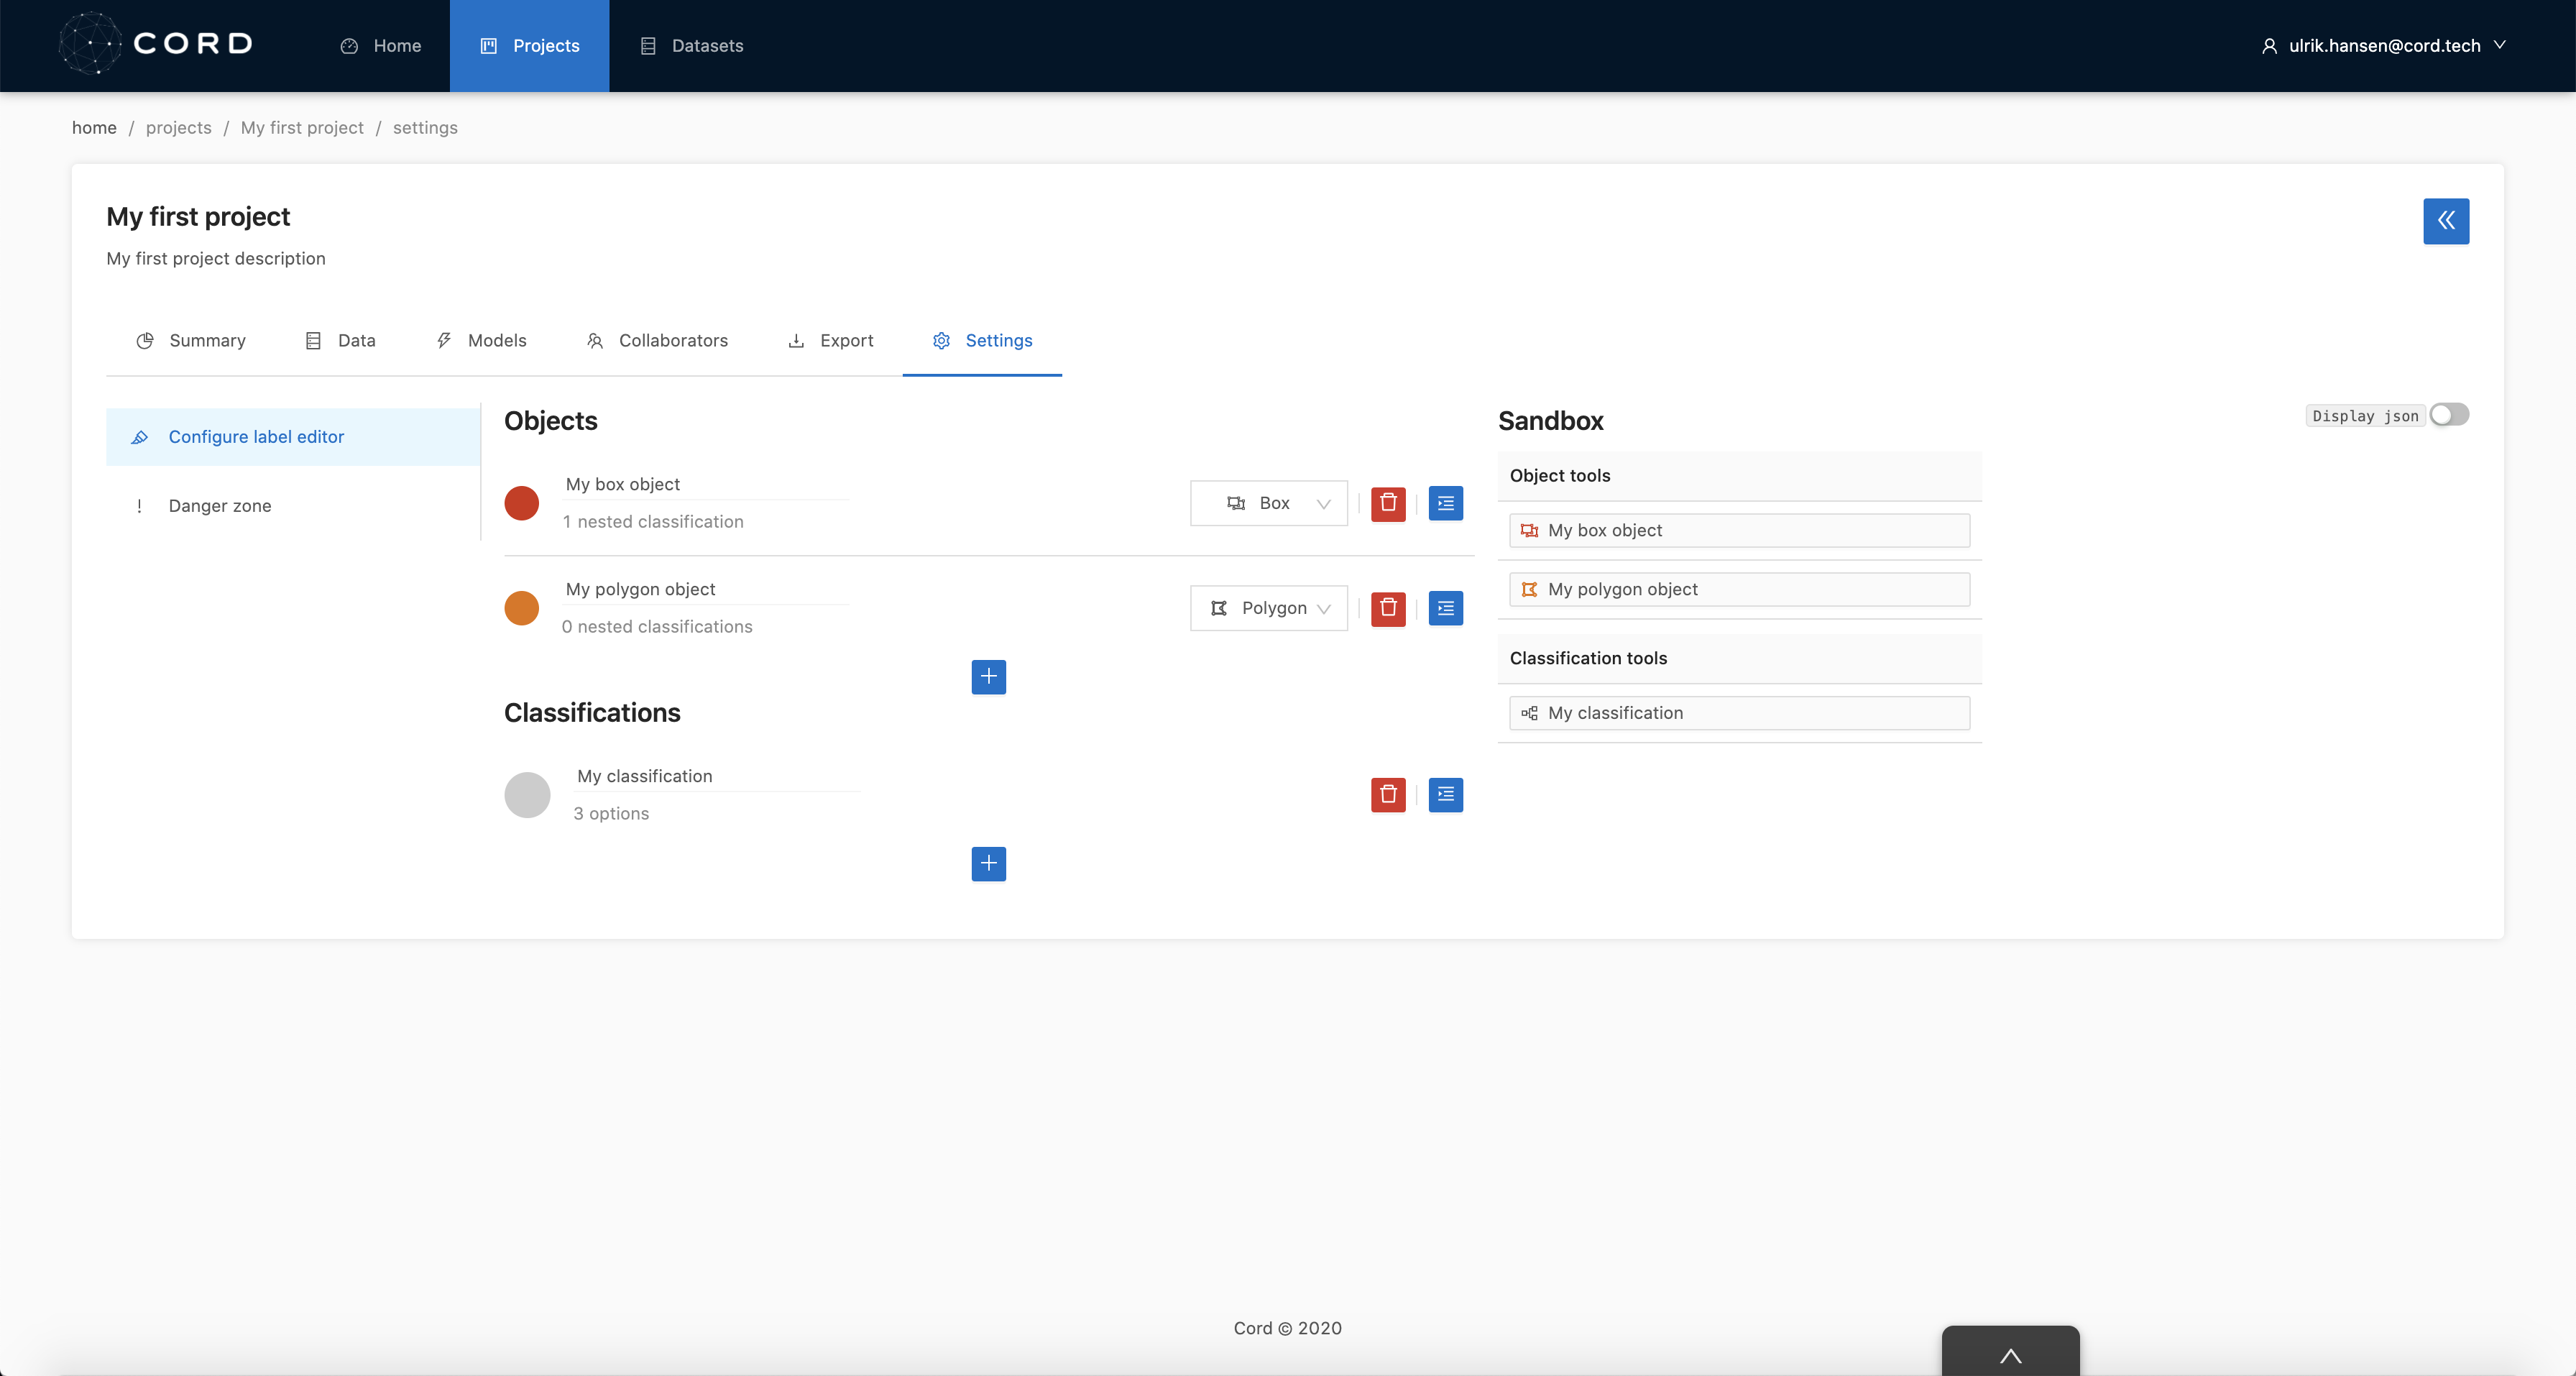 CORD
Home
Projects
Datasets
ulrik.hansen@cord.tech
home / projects / My first project / settings
My first project
My first project description
Summary
Data
Models
Collaborators
Export
Settings
Configure label editor
! Danger zone
Objects
My box object
1 nested classification
Box
My polygon object
0 nested classifications
Polygon
Classifications
My classification
3 options
Sandbox
Display json
Object tools
My box object
My polygon object
Classification tools
My classification
Cord © 2020